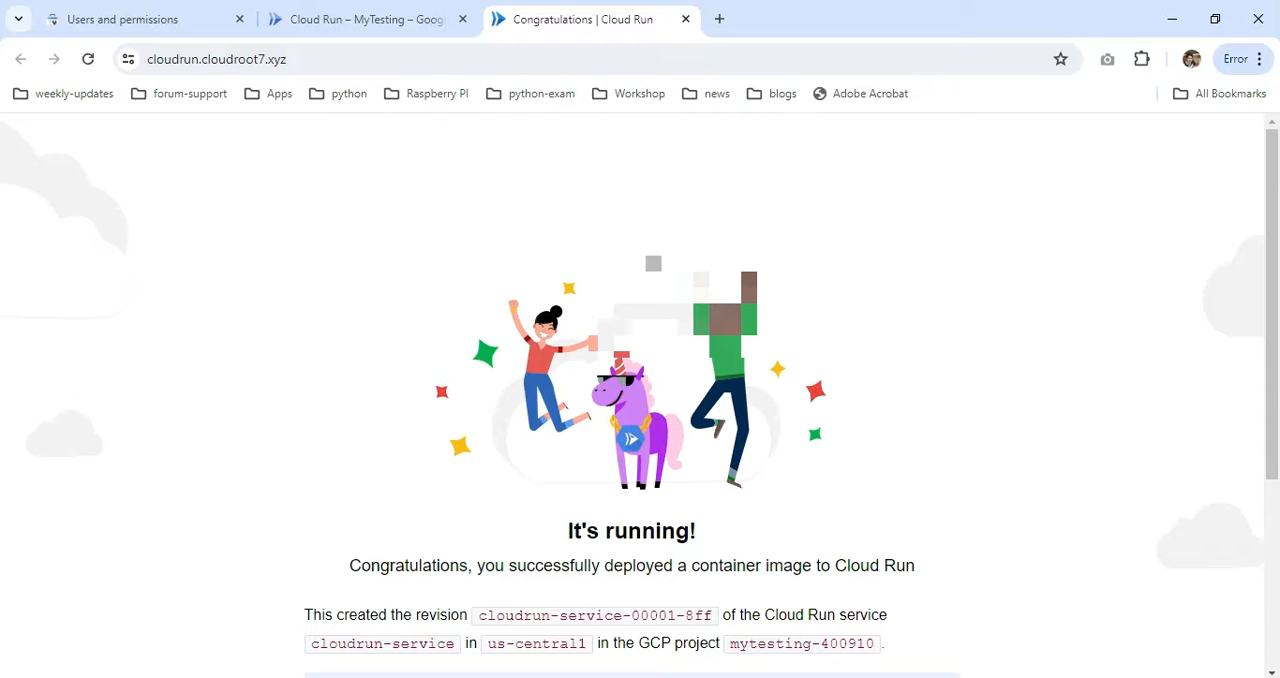 Users and permissions
Cloud Run – MyTesting – Goog
Congratulations | Cloud Run
cloudrun.cloudroot7.xyz
Error
weekly-updates
forum-support
Apps
python
Raspberry PI
python-exam
Workshop
news
blogs
Adobe Acrobat
All Bookmarks
It's running!
Congratulations, you successfully deployed a container image to Cloud Run
This created the revision cloudrun-service-00001-8ff of the Cloud Run service
cloudrun-service in us-central1 in the GCP project mytesting-400910.